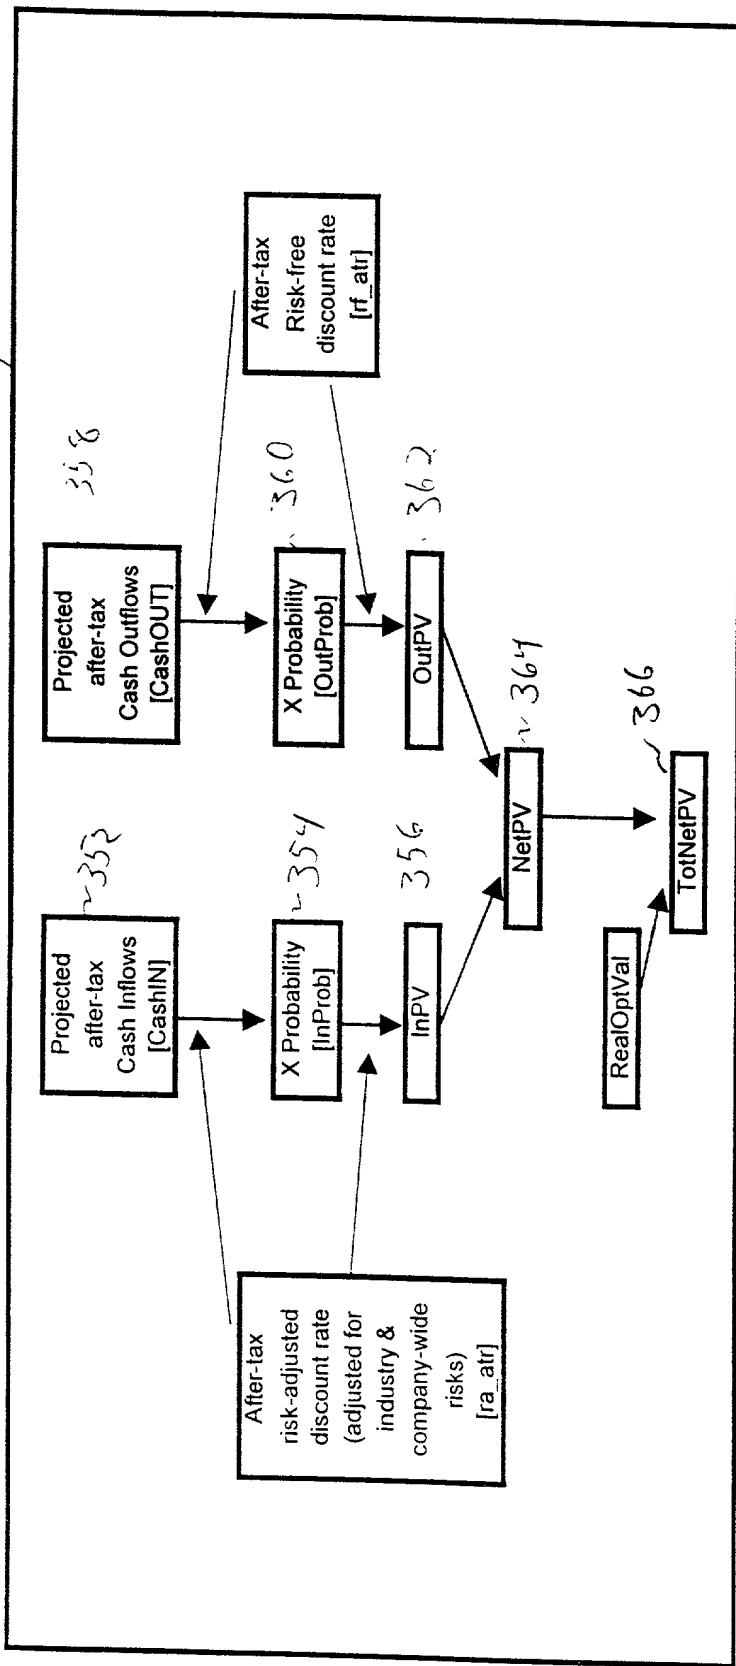 Projected
after-tax
Cash Inflows
[CashIN]
352
Projected
after-tax
Cash Outflows
[CashOUT]
358
After-tax
risk-adjusted
discount rate
(adjusted for
industry &
company-wide
risks)
[ra_atr]
X Probability
[InProb]
354
X Probability
[OutProb]
360
After-tax
Risk-free
discount rate
[rf_atr]
InPV
356
OutPV
362
NetPV
364
RealOptVal
TotNetPV
366